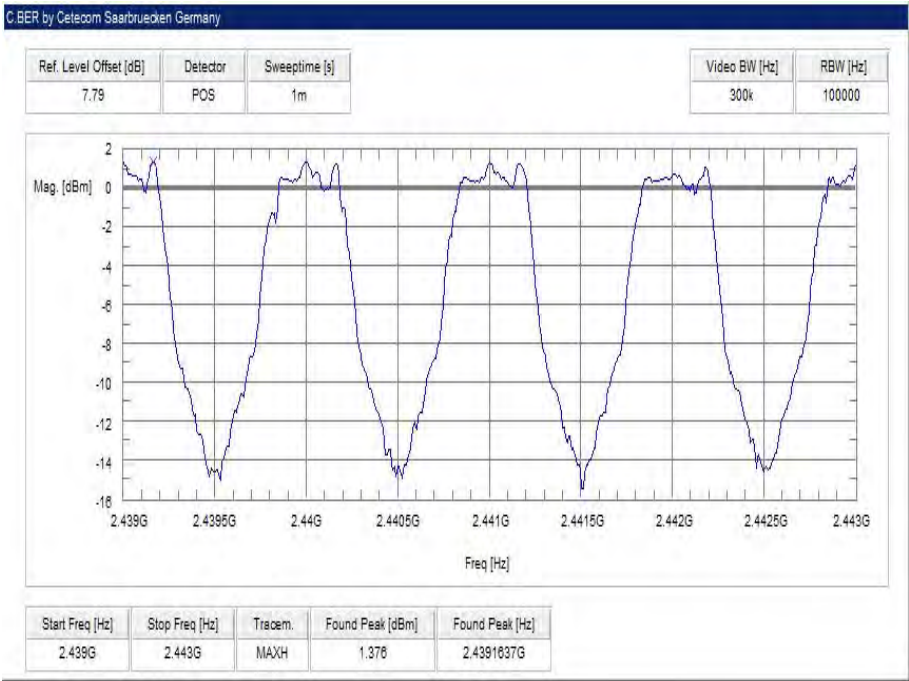 C.BER by Cetecom Saarbruecken Germany
Ref. Level Offset [dB] Detector Sweeptime [s] Video BW [Hz] RBW [Hz]
7.79 POS 1m 300k 100000
Mag. [dBm]
2
0
-2
-4
-6
-8
-10
-12
-14
-16
2.439G 2.4395G 2.44G 2.4405G 2.441G 2.4415G 2.442G 2.4425G 2.443G
Freq [Hz]
Start Freq [Hz] Stop Freq [Hz] Tracem. Found Peak [dBm] Found Peak [Hz]
2.439G 2.443G MAXH 1.376 2.4391637G